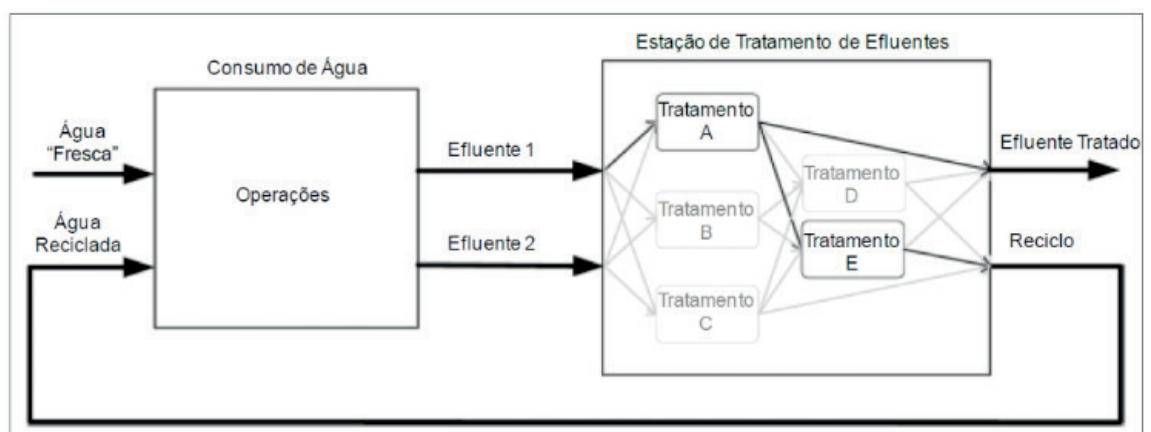 Estação de Tratamento de Efluentes
Consumo de Água
Água
“Fresca”
Água
Reciclada
Operações
Efluente 1
Efluente 2
Tratamento
A
Tratamento
B
Tratamento
C
Tratamento
D
Tratamento
E
Efluente Tratado
Reciclo